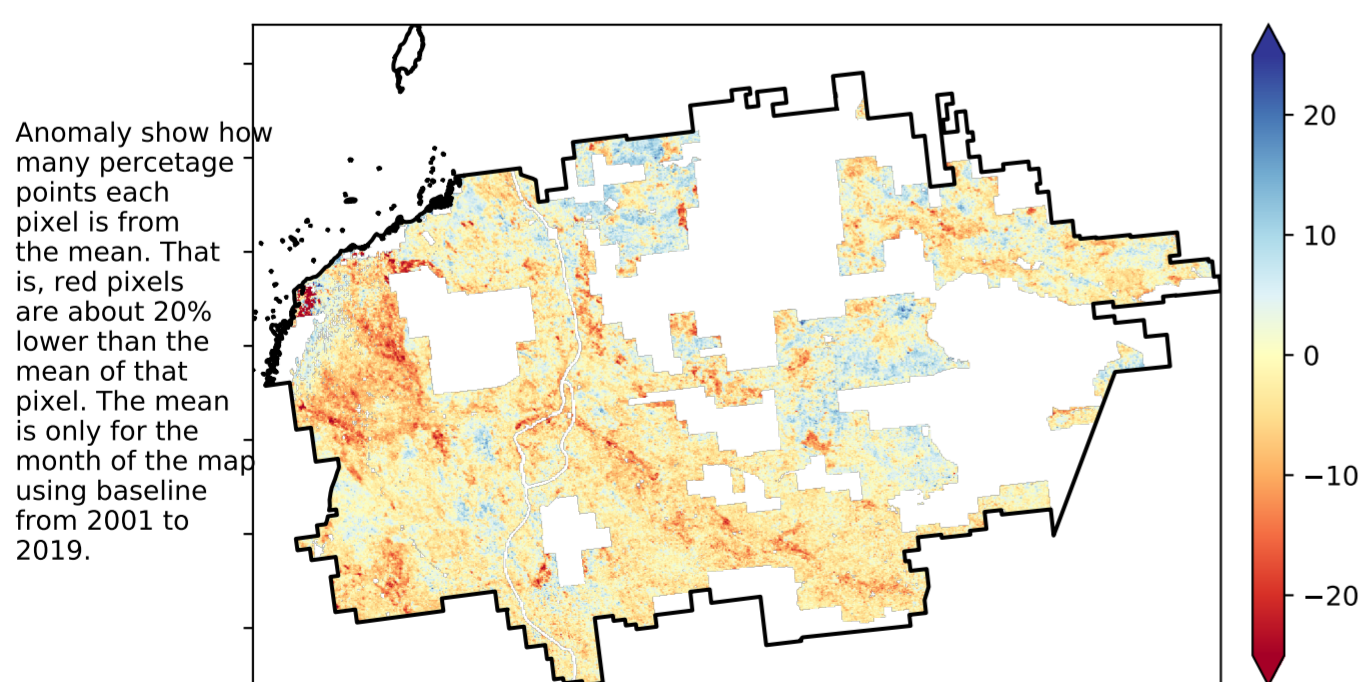 Anomaly show how
many percetage
points each
pixel is from
the mean. That
is, red pixels
are about 20%
lower than the
mean of that
pixel. The mean
is only for the
month of the map
using baseline
from 2001 to
2019.
20
10
0
−10
−20